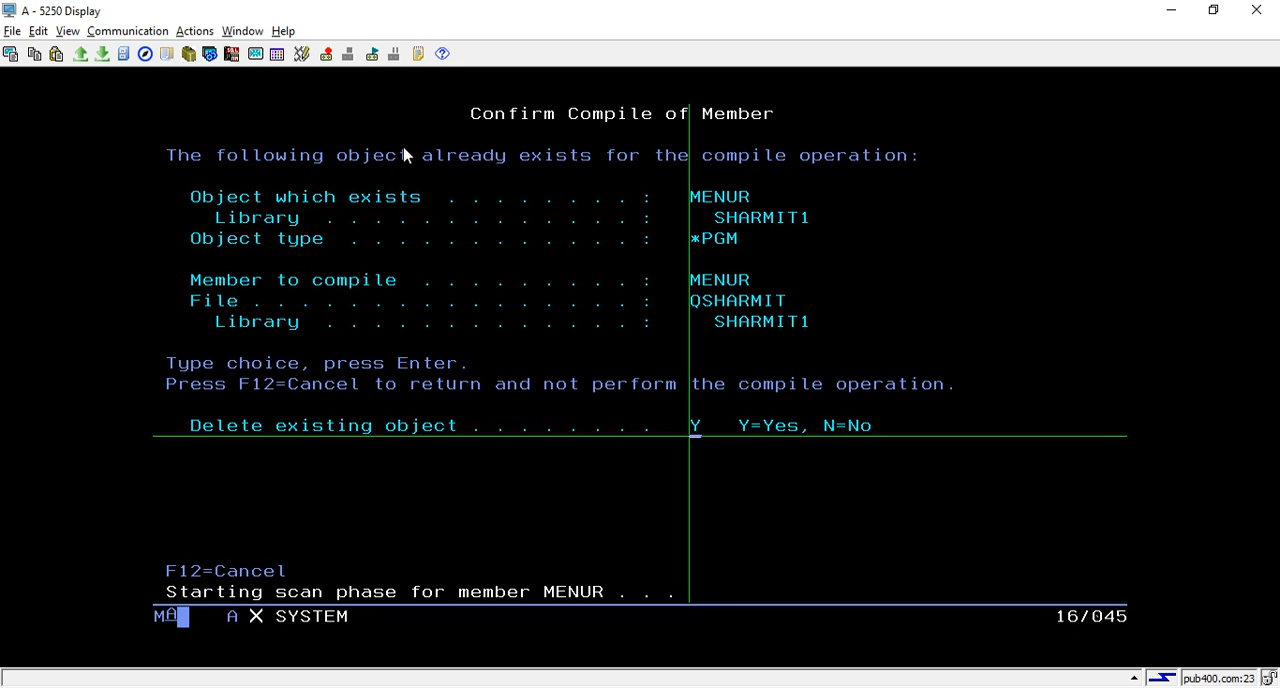 A - 5250 Display
File Edit View Communication Actions Window Help
Confirm Compile of Member
The following object already exists for the compile operation:
Object which exists . . . . . . . . : MENUR
Library . . . . . . . . . . . . . : SHARMIT1
Object type . . . . . . . . . . . . : *PGM
Member to compile . . . . . . . . . : MENUR
File . . . . . . . . . . . . . . . . : QSHARMIT
Library . . . . . . . . . . . . . : SHARMIT1
Type choice, press Enter.
Press F12=Cancel to return and not perform the compile operation.
Delete existing object . . . . . . . . Y Y=Yes, N=No
F12=Cancel
Starting scan phase for member MENUR . . .
MA A X SYSTEM 16/045
pub400.com:23